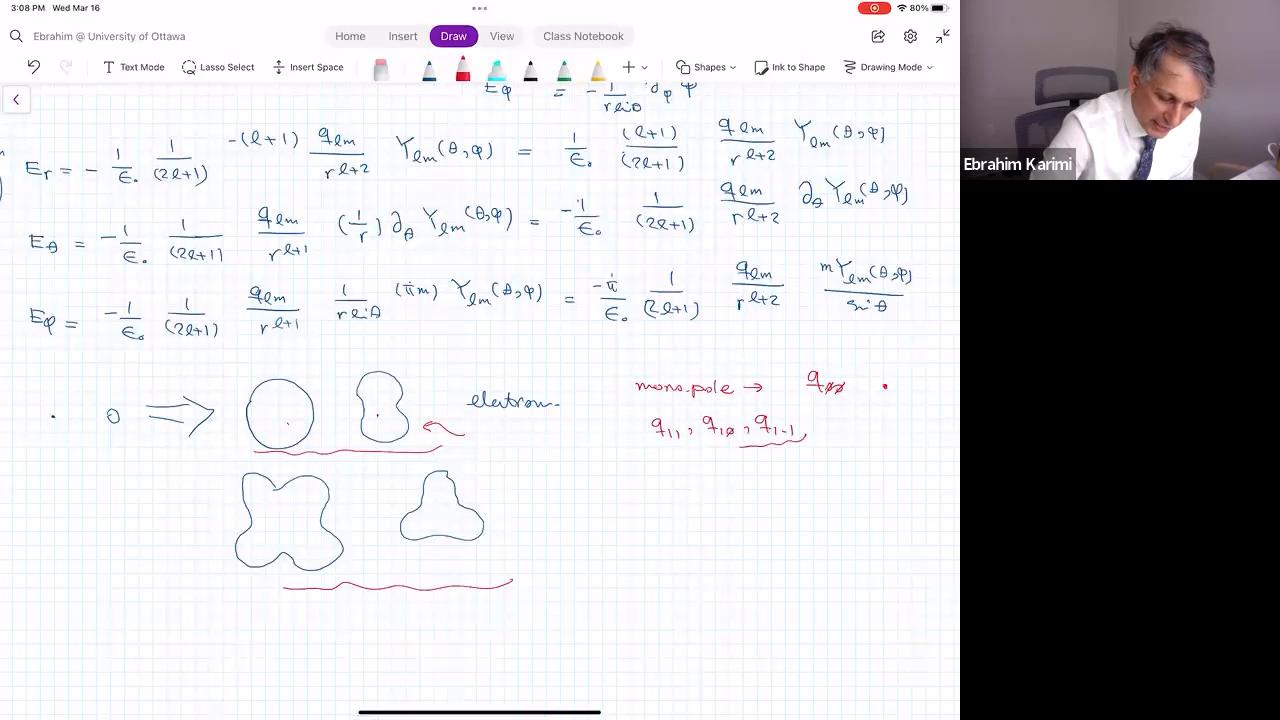 3:08 PM Wed Mar 16
80%
Ebrahim @ University of Ottawa
Home Insert Draw View Class Notebook
Text Mode Lasso Select Insert Space Shapes Ink to Shape Drawing Mode
Eφ = - 1/(r sinθ) ∂φ φ
Er = - 1/ε₀ 1/(2l+1) -(l+1) qlm/r^(l+2) Ylm(θ,φ) = 1/ε₀ (l+1)/(2l+1) qlm/r^(l+2) Ylm(θ,φ)
Eθ = -1/ε₀ 1/(2l+1) qlm/r^(l+1) (1/r) ∂θ Ylm(θ,φ) = -1/ε₀ 1/(2l+1) qlm/r^(l+2) ∂θ Ylm(θ,φ)
Eφ = -1/ε₀ 1/(2l+1) qlm/r^(l+1) 1/(r sinθ) (im) Ylm(θ,φ) = -i/ε₀ 1/(2l+1) qlm/r^(l+2) mYlm(θ,φ)/sinθ
monopole → q00
electron
q11, q10, q1-1
Ebrahim Karimi